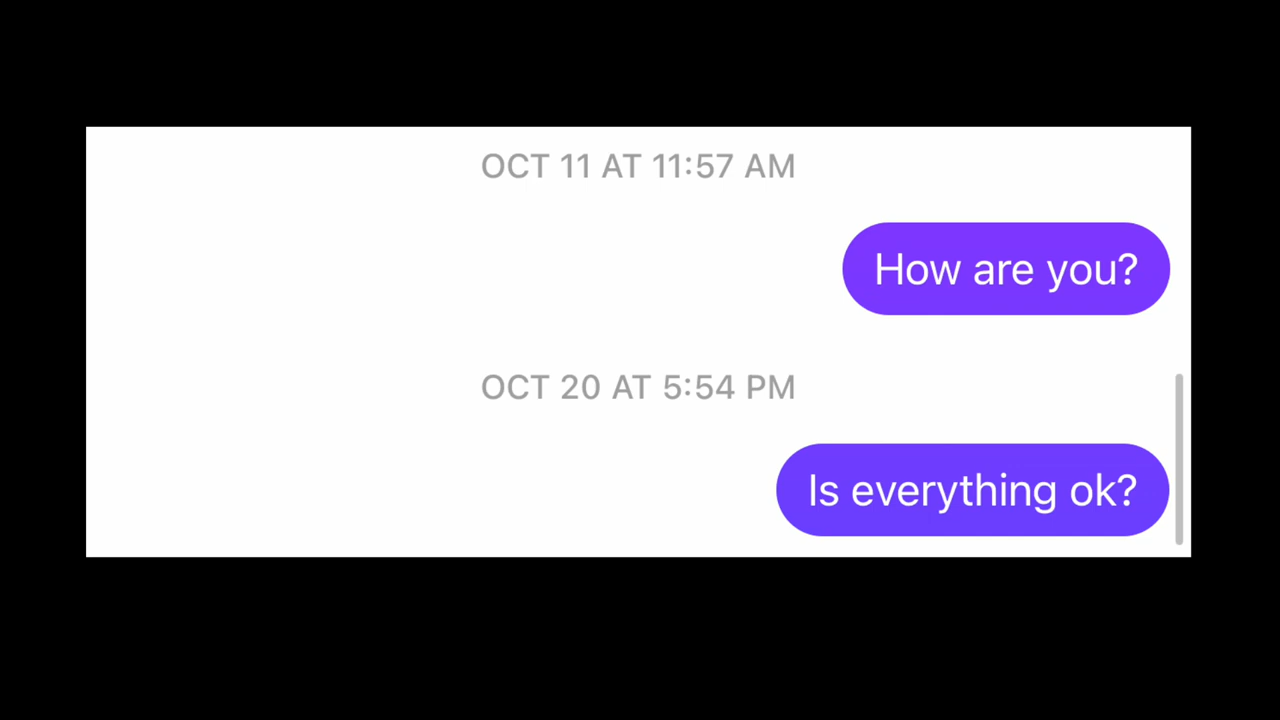 OCT 11 AT 11:57 AM
How are you?
OCT 20 AT 5:54 PM
Is everything ok?